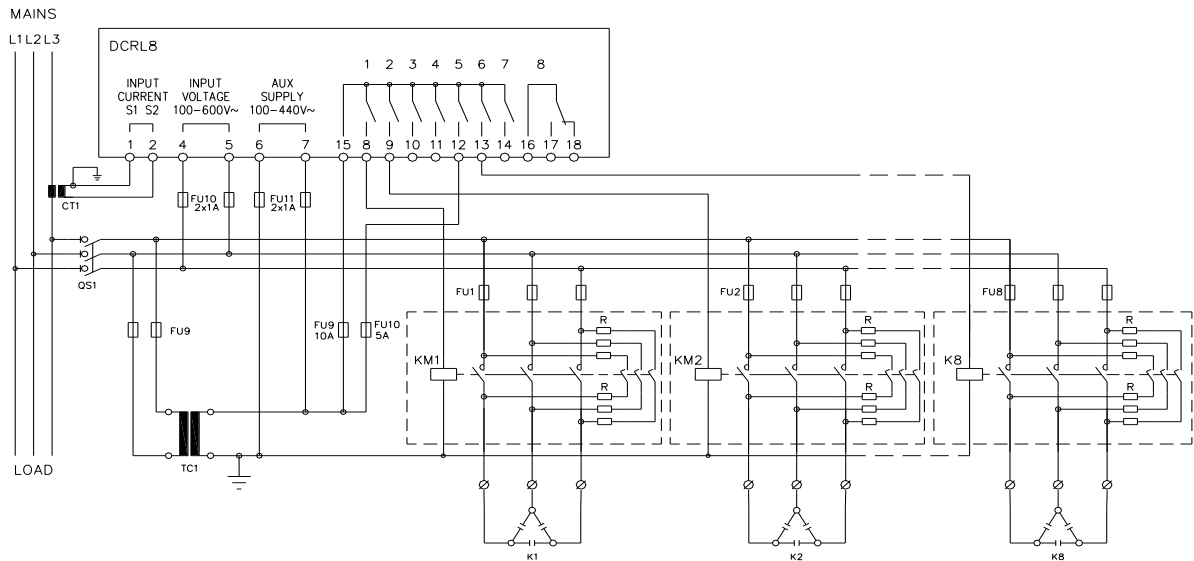 MAINS
L1 L2 L3
DCRL8
1 2 3 4 5 6 7 8
INPUT CURRENT
S1 S2
INPUT VOLTAGE
100-600V~
AUX SUPPLY
100-440V~
1 2 4 5 6 7 15 8 9 10 11 12 13 14 16 17 18
CT1
FU10
2x1A
FU11
2x1A
QS1
FU1
FU2
FU8
FU9
FU9
10A
FU10
5A
R
R
R
KM1
KM2
K8
R
R
R
LOAD
TC1
K1
K2
K8